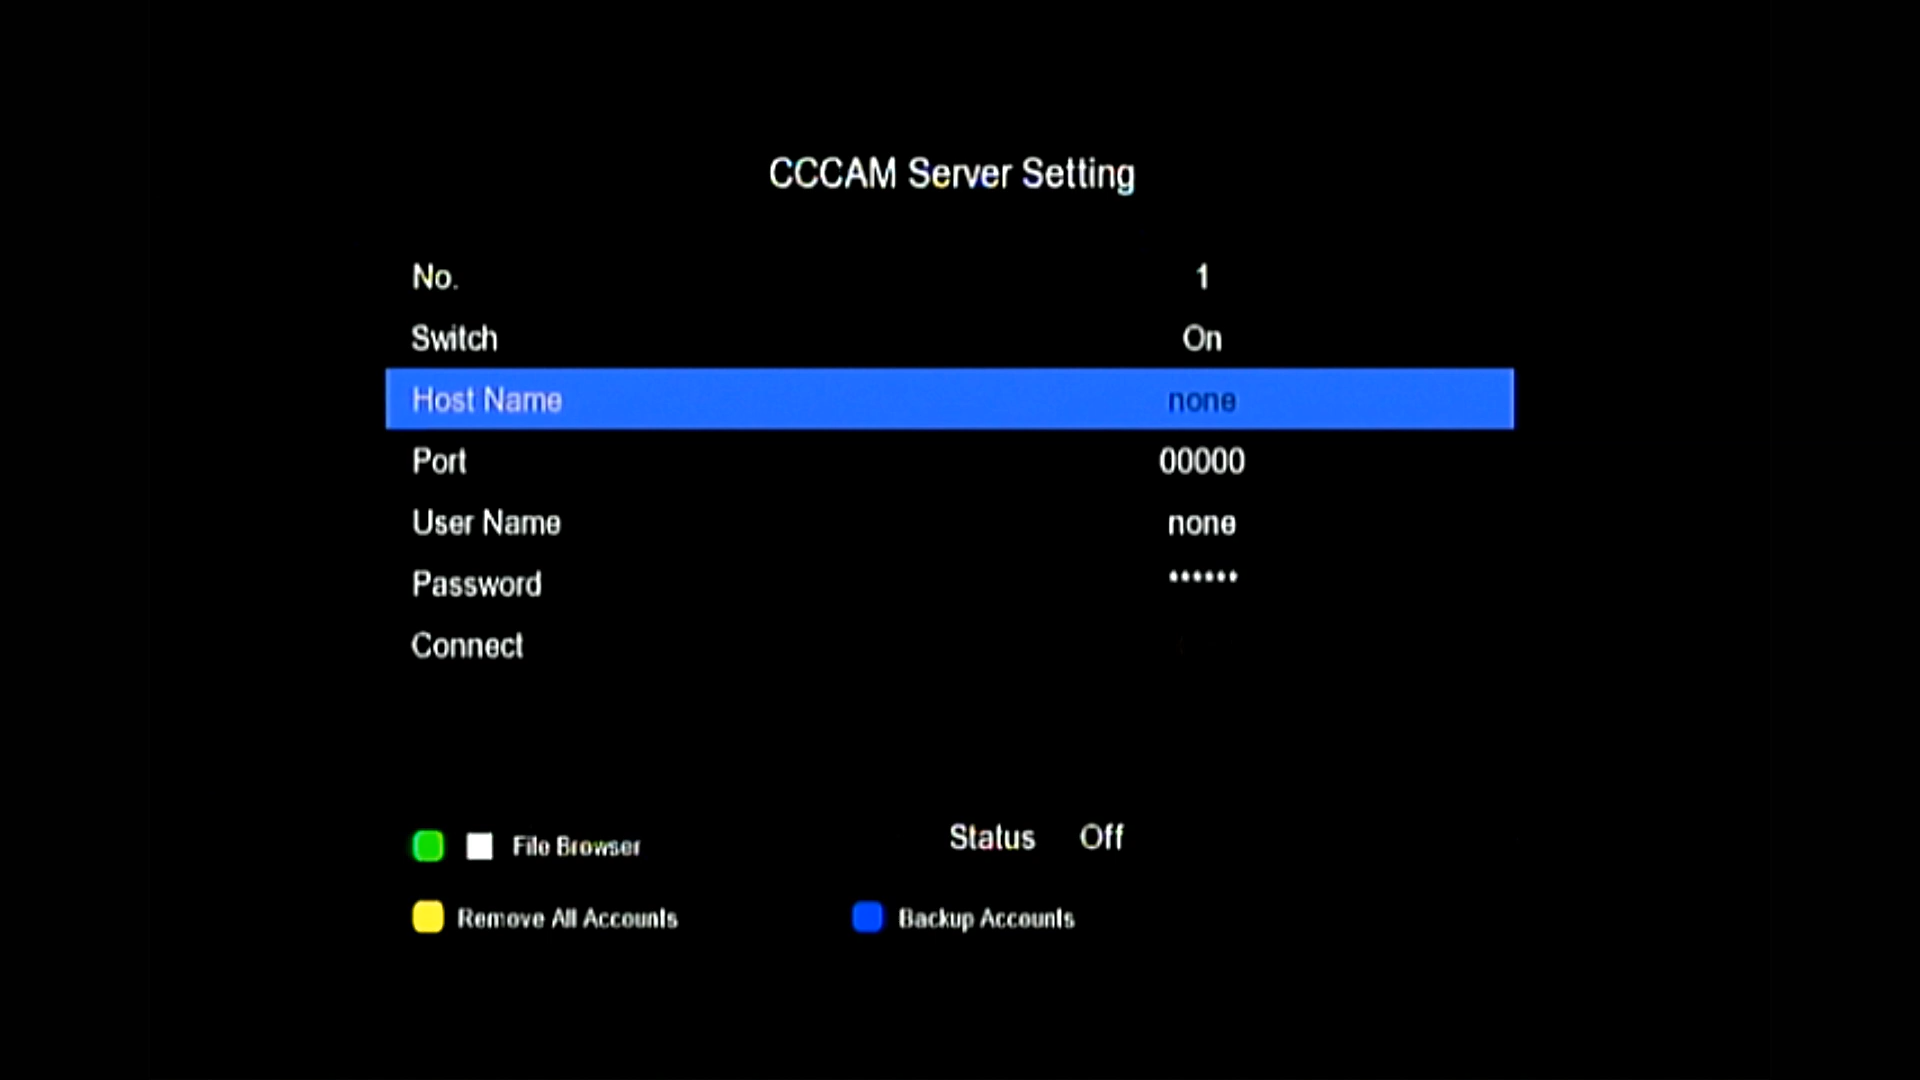 CCCAM Server Setting
No. 1
Switch On
Host Name none
Port 00000
User Name none
Password ******
Connect
File Browser
Status Off
Remove All Accounts
Backup Accounts